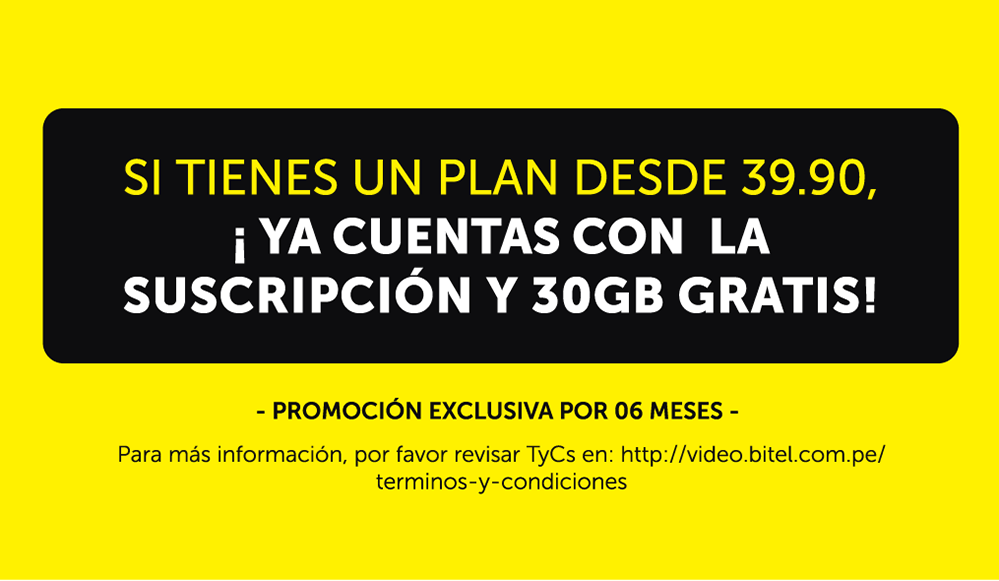 SI TIENES UN PLAN DESDE 39.90,
¡ YA CUENTAS CON LA
SUSCRIPCIÓN Y 30GB GRATIS!
- PROMOCIÓN EXCLUSIVA POR 06 MESES -
Para más información, por favor revisar TyCs en: http://video.bitel.com.pe/
terminos-y-condiciones